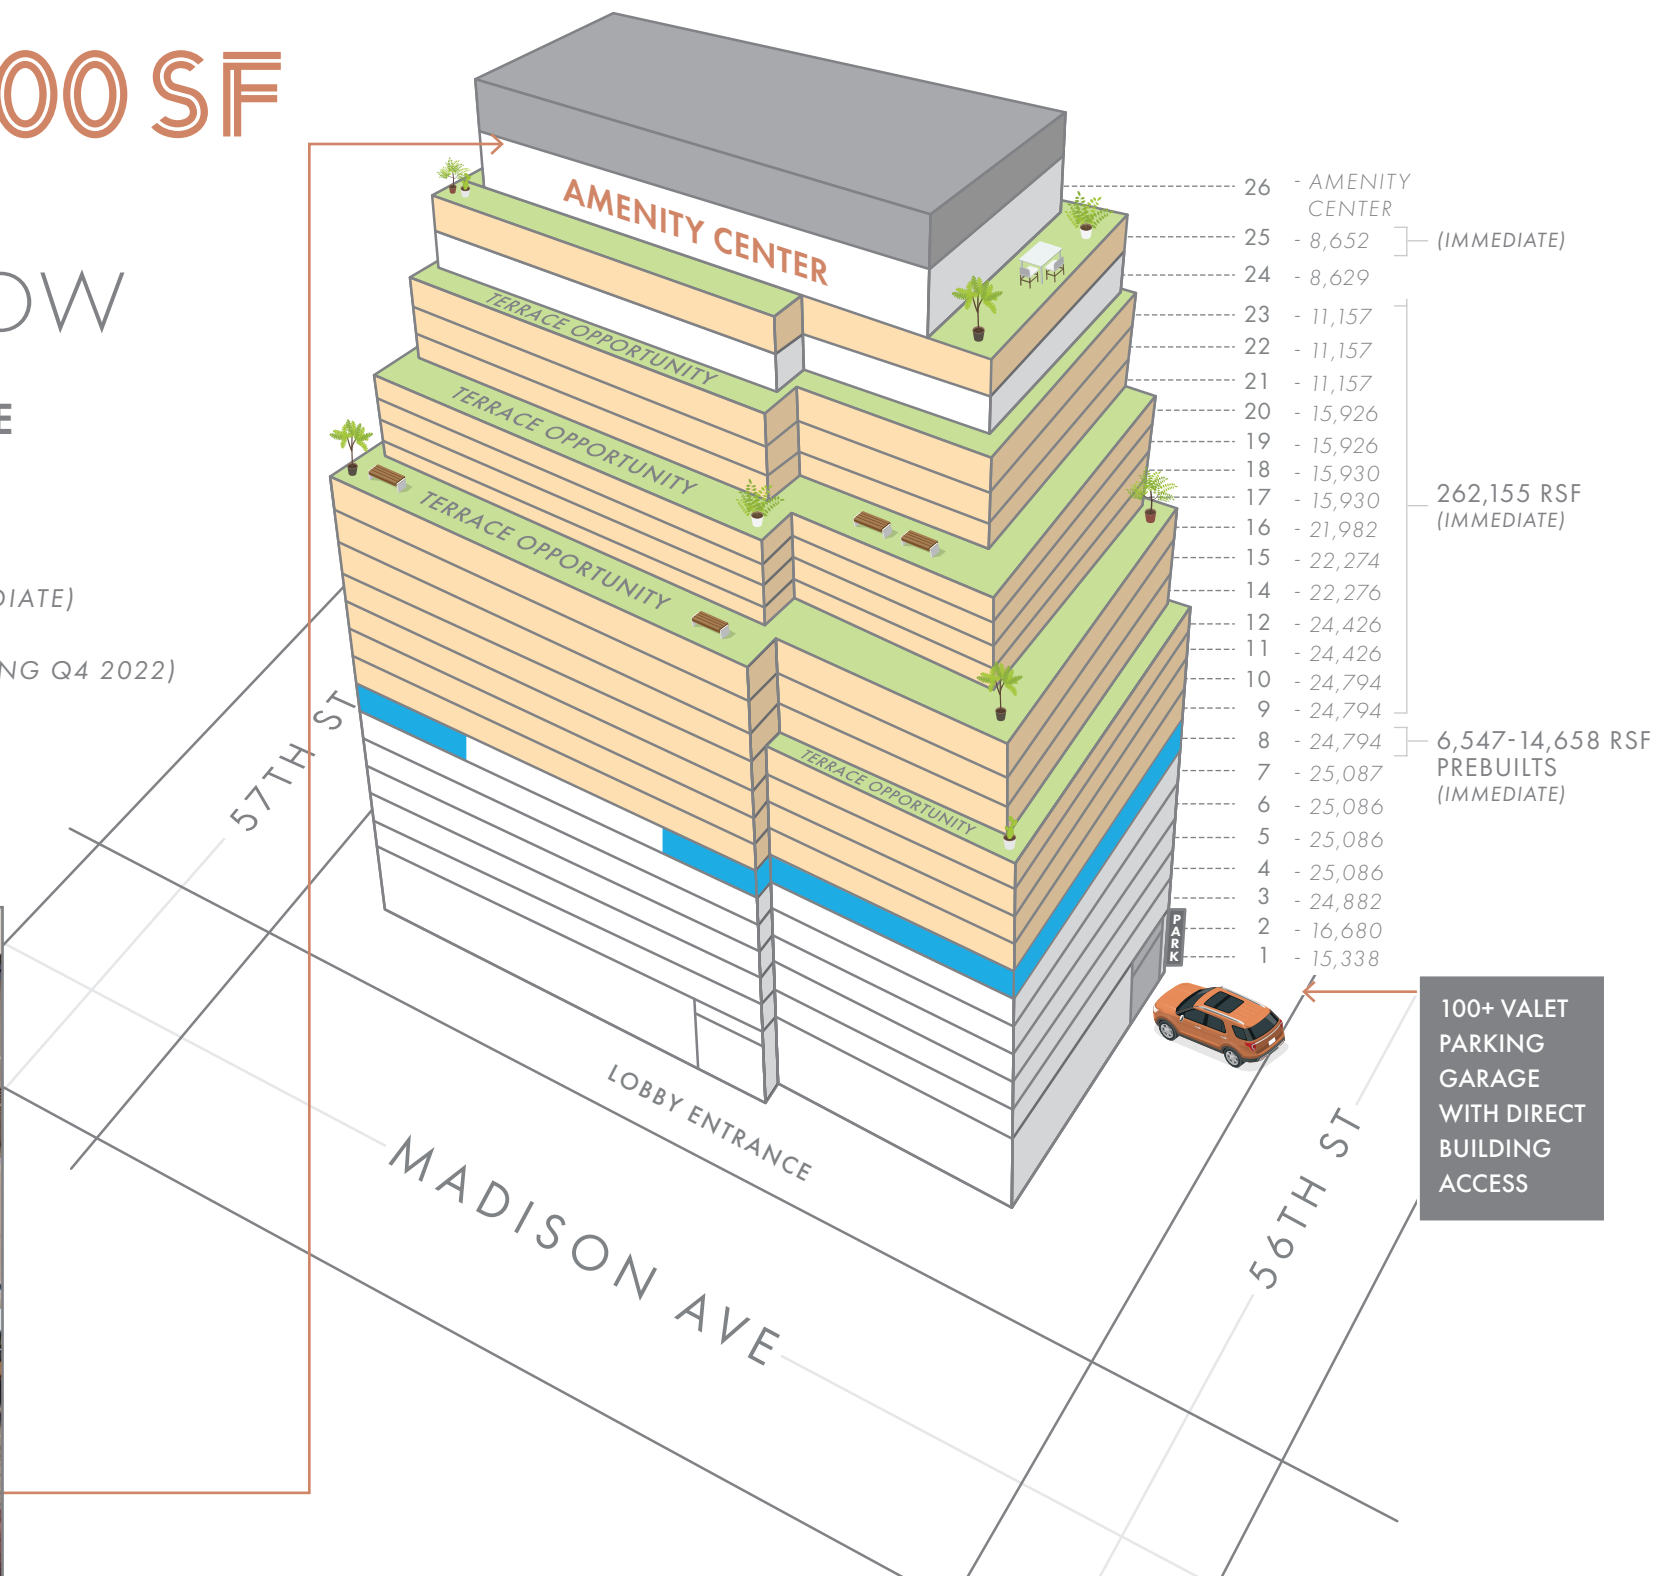 00 SF
OW
E
DIATE)
NG Q4 2022)
AMENITY CENTER
TERRACE OPPORTUNITY
TERRACE OPPORTUNITY
TERRACE OPPORTUNITY
TERRACE OPPORTUNITY
26 - AMENITY
CENTER
25 - 8,652 (IMMEDIATE)
24 - 8,629
23 - 11,157
22 - 11,157
21 - 11,157
20 - 15,926
19 - 15,926
18 - 15,930
17 - 15,930
16 - 21,982
15 - 22,274
14 - 22,276
12 - 24,426
11 - 24,426
10 - 24,794
9 - 24,794
262,155 RSF
(IMMEDIATE)
8 - 24,794
6,547-14,658 RSF
PREBUILTS
(IMMEDIATE)
7 - 25,087
6 - 25,086
5 - 25,086
4 - 25,086
3 - 24,882
2 - 16,680
1 - 15,338
PARK
100+ VALET
PARKING
GARAGE
WITH DIRECT
BUILDING
ACCESS
57TH ST
LOBBY ENTRANCE
MADISON AVE
56TH ST